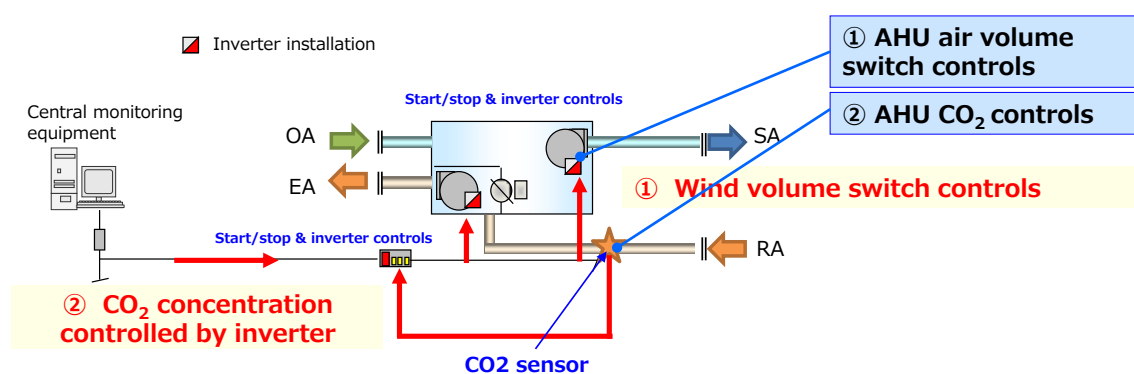 Inverter installation
① AHU air volume
switch controls
② AHU CO₂ controls
Central monitoring
equipment
Start/stop & inverter controls
OA
SA
EA
① Wind volume switch controls
Start/stop & inverter controls
RA
② CO₂ concentration
controlled by inverter
CO2 sensor